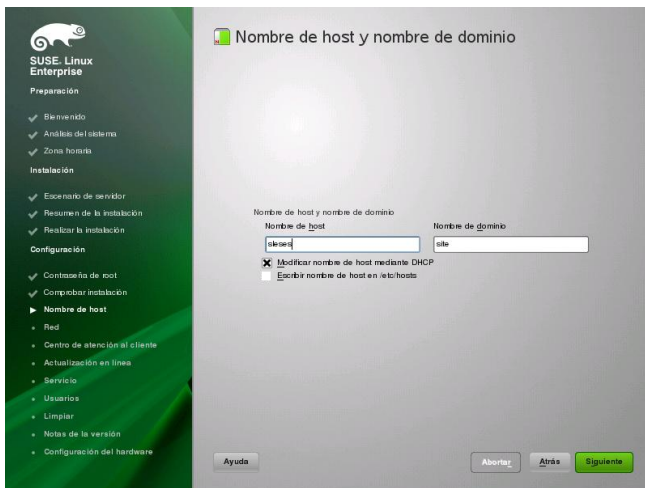 SUSE. Linux
Enterprise
Preparación
Bienvenido
Análisis del sistema
Zona horaria
Instalación
Escenario de servidor
Resumen de la instalación
Realizar la instalación
Configuración
Contraseña de root
Comprobar instalación
Nombre de host
Red
Centro de atención al cliente
Actualización en línea
Servicio
Usuarios
Limpiar
Notas de la versión
Configuración del hardware
Nombre de host y nombre de dominio
Nombre de host y nombre de dominio
Nombre de host
Nombre de dominio
sleses
site
Modificar nombre de host mediante DHCP
Escribir nombre de host en /etc/hosts
Ayuda
Abortar
Atrás
Siguiente